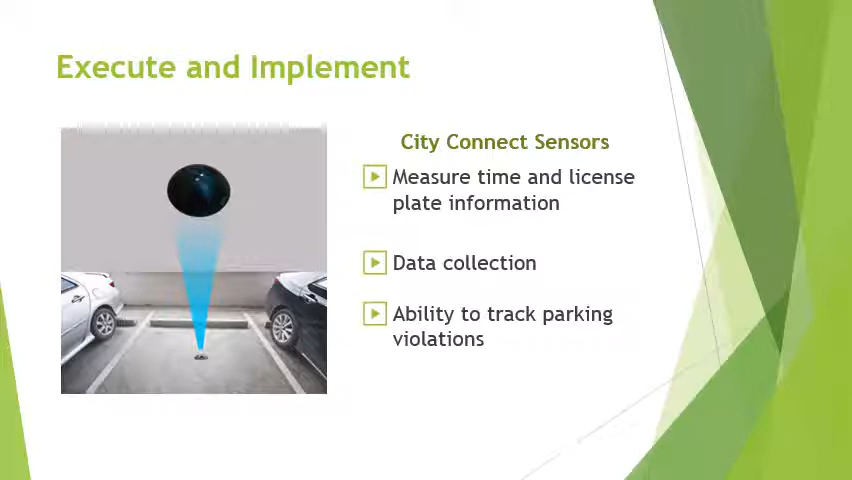 Execute and Implement
City Connect Sensors
Measure time and license
plate information
Data collection
Ability to track parking
violations